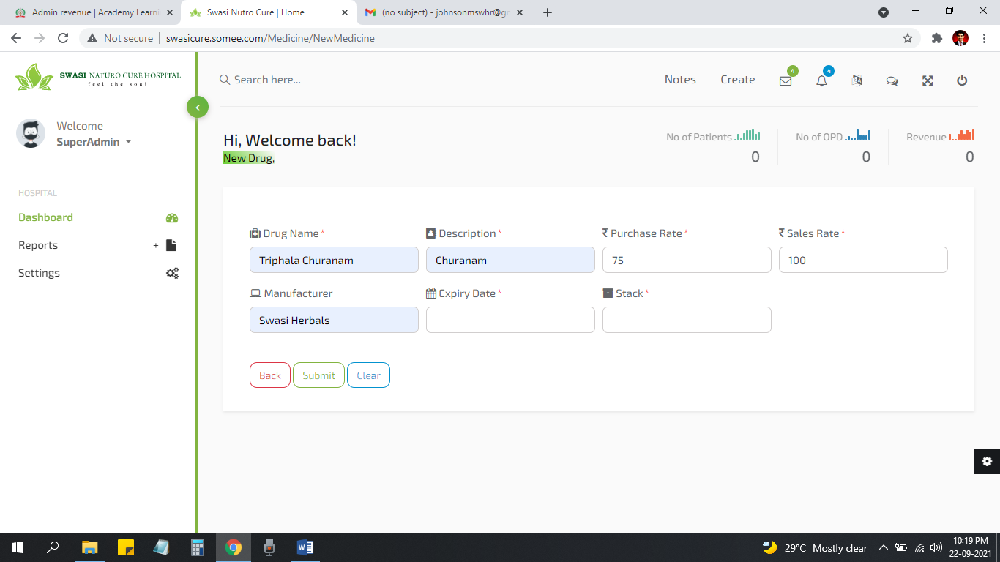 Admin revenue | Academy Learni
Swasi Nutro Cure | Home
(no subject) - johnsonmswhr@g
Not secure | swasicure.somee.com/Medicine/NewMedicine
SWASI NATURO CURE HOSPITAL
feel the soul
Search here...
Notes
Create
4
4
Welcome
SuperAdmin
Hi, Welcome back!
New Drug,
No of Patients
0
No of OPD
0
Revenue
0
HOSPITAL
Dashboard
Reports +
Settings
Drug Name*
Description*
₹ Purchase Rate*
₹ Sales Rate*
Triphala Churanam
Churanam
75
100
Manufacturer
Expiry Date*
Stack*
Swasi Herbals
Back
Submit
Clear
29°C Mostly clear
10:19 PM
22-09-2021